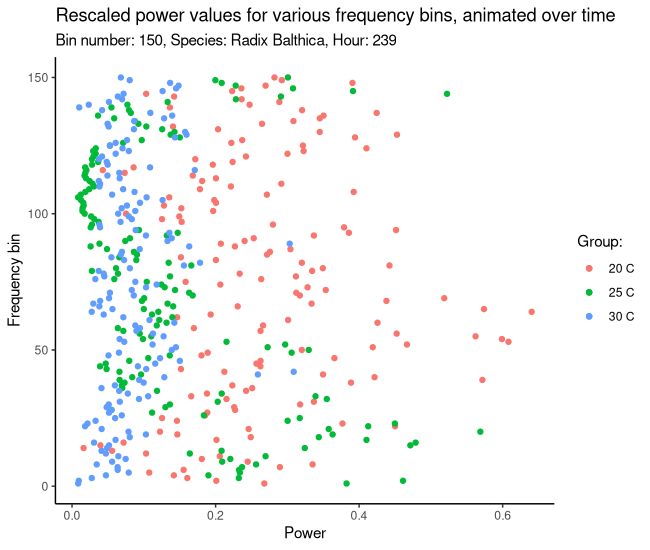 Rescaled power values for various frequency bins, animated over time
Bin number: 150, Species: Radix Balthica, Hour: 239
150
100
50
0
Frequency bin
0.0 0.2 0.4 0.6
Power
Group:
20 C
25 C
30 C